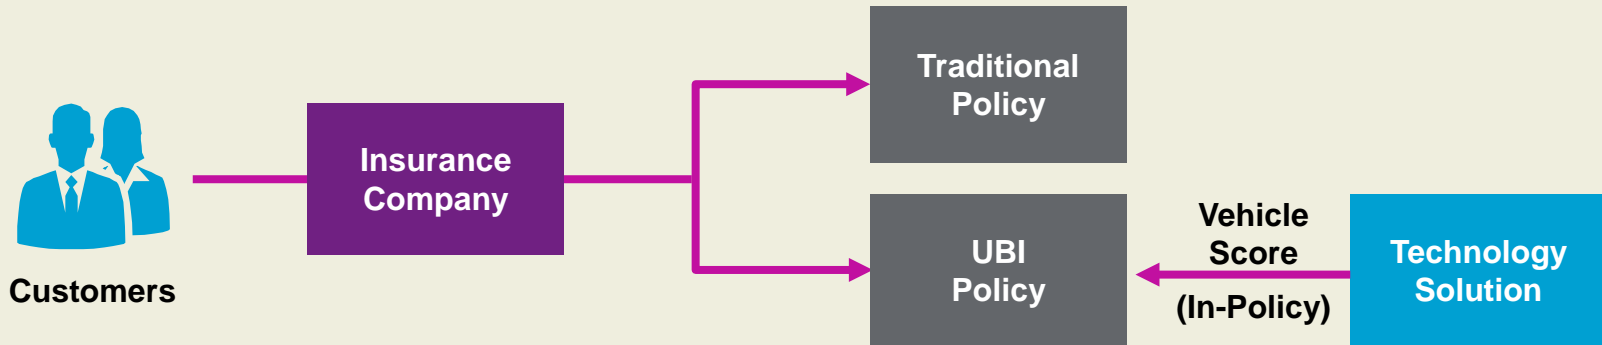 Customers
Insurance
Company
Traditional
Policy
UBI
Policy
Vehicle
Score
(In-Policy)
Technology
Solution